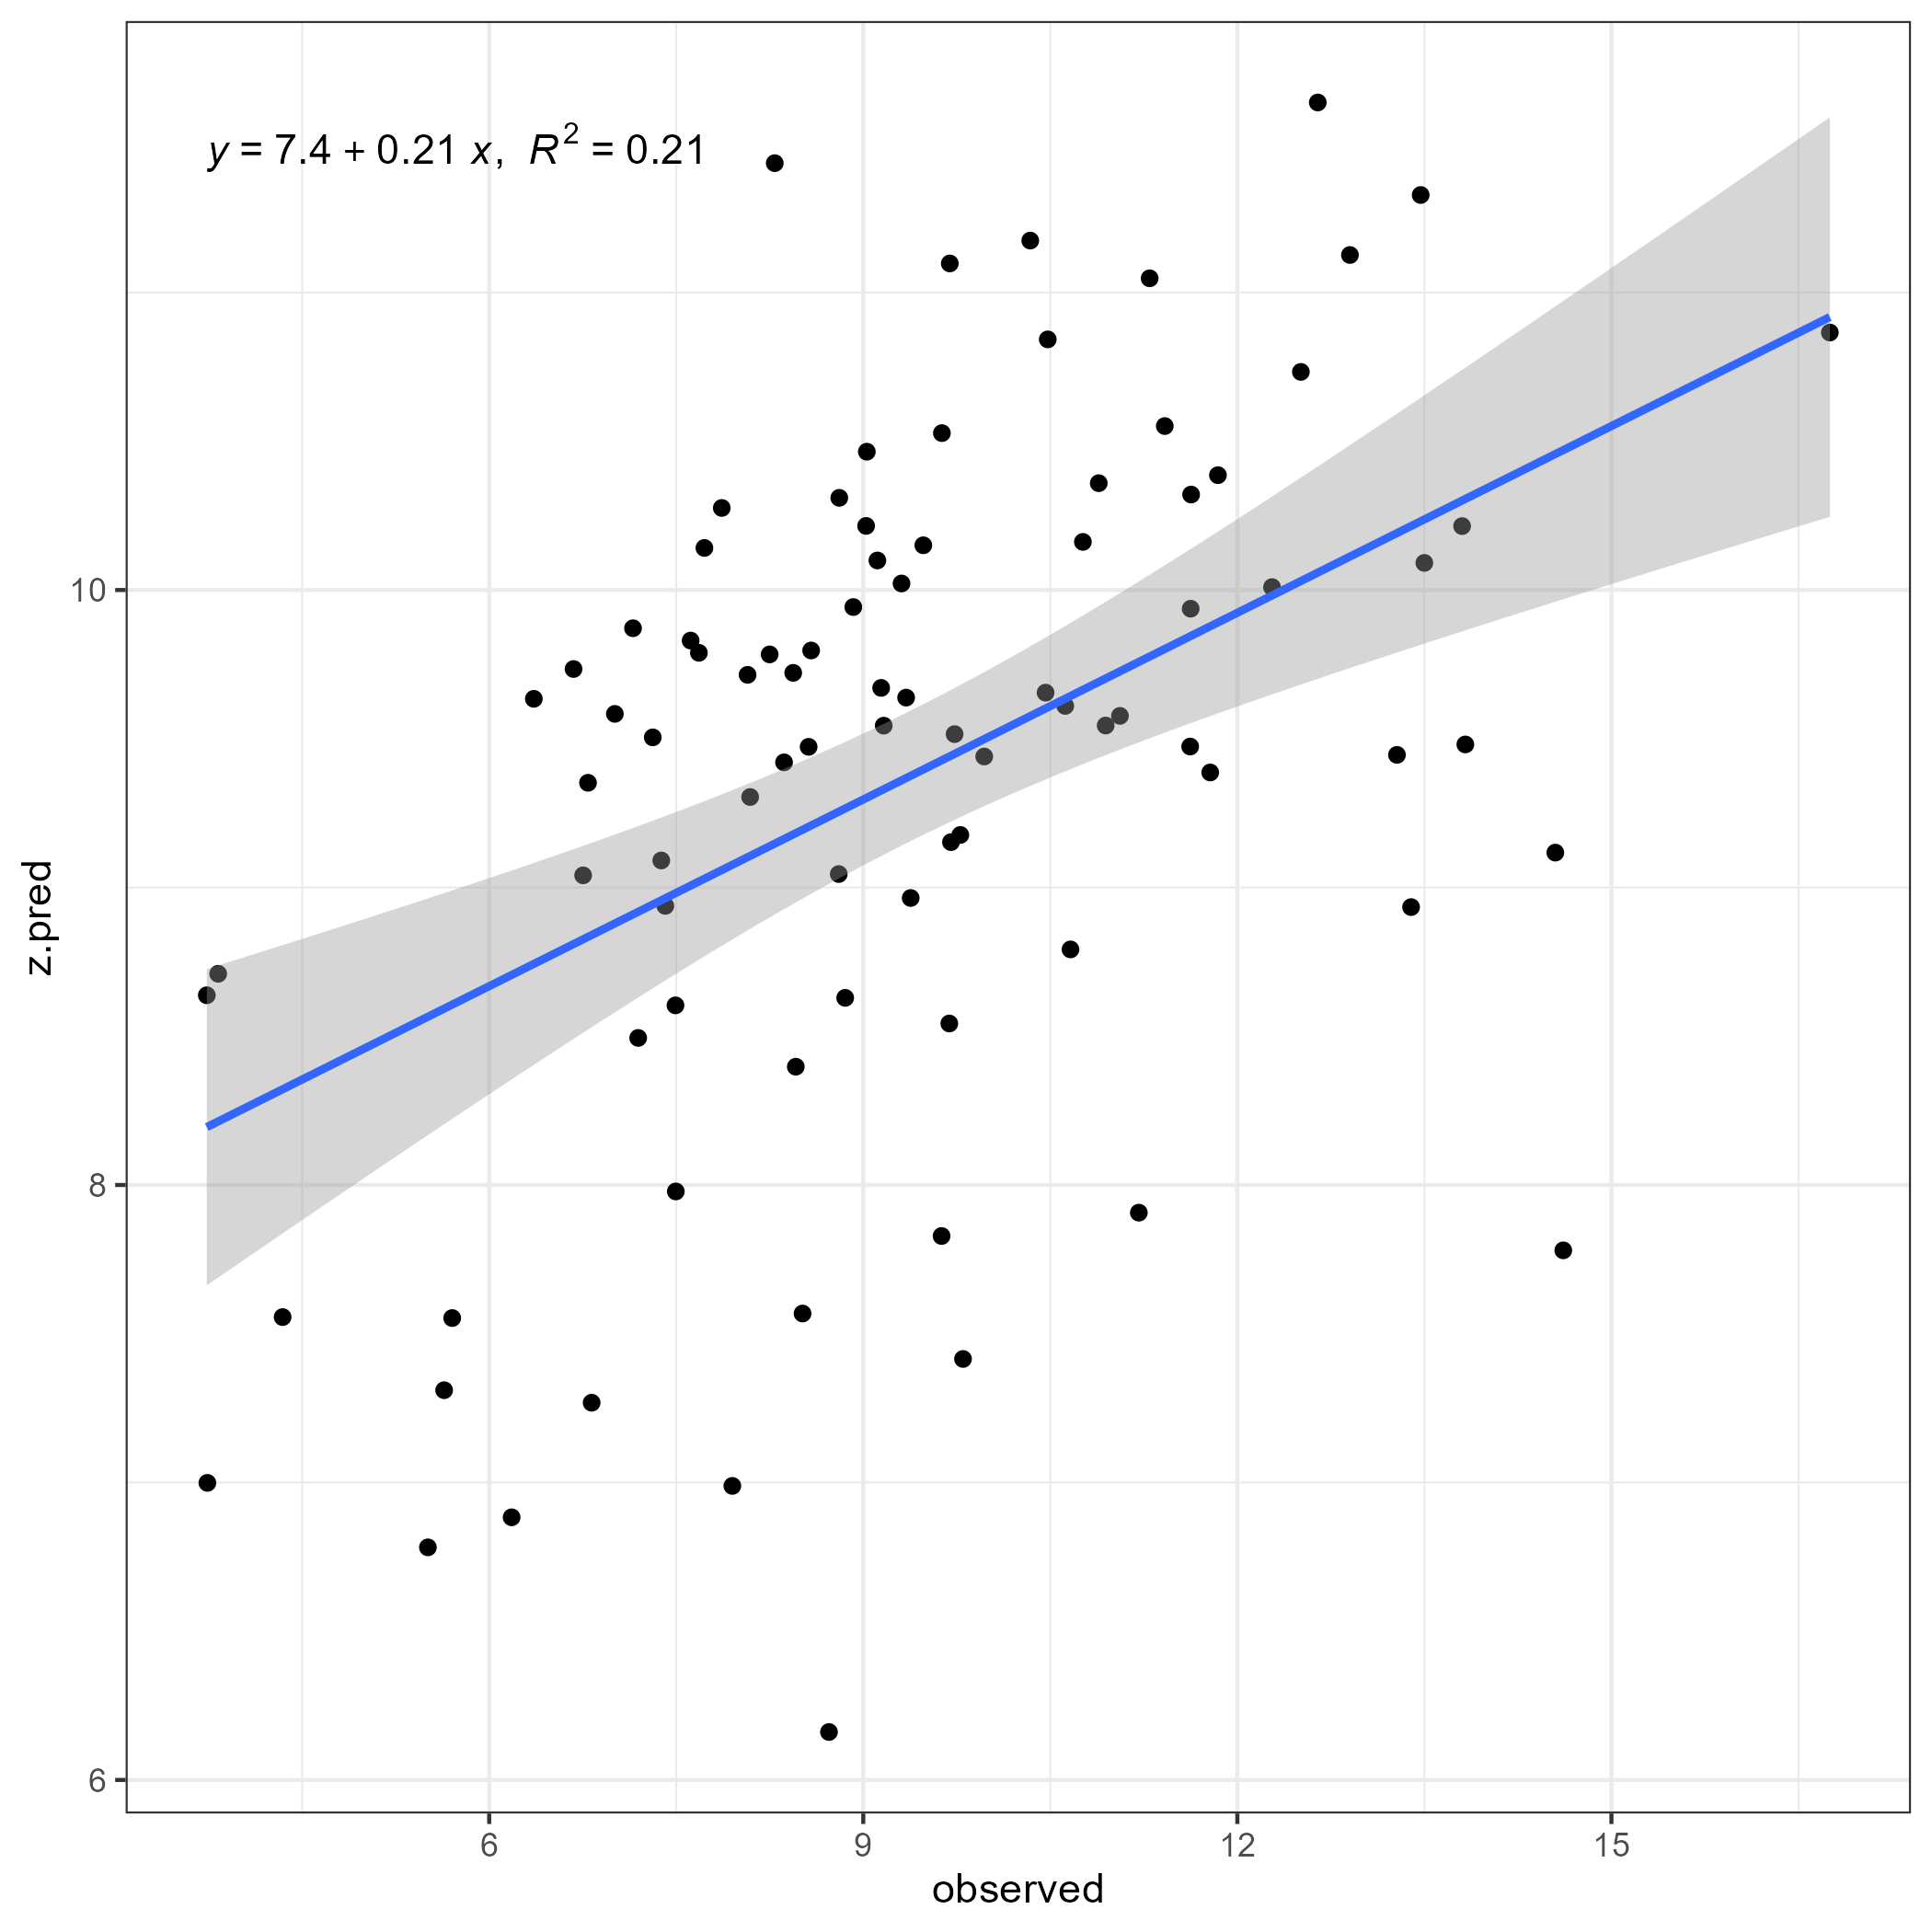 y = 7.4 + 0.21 x, R² = 0.21
10
8
6
z.pred
6 9 12 15
observed